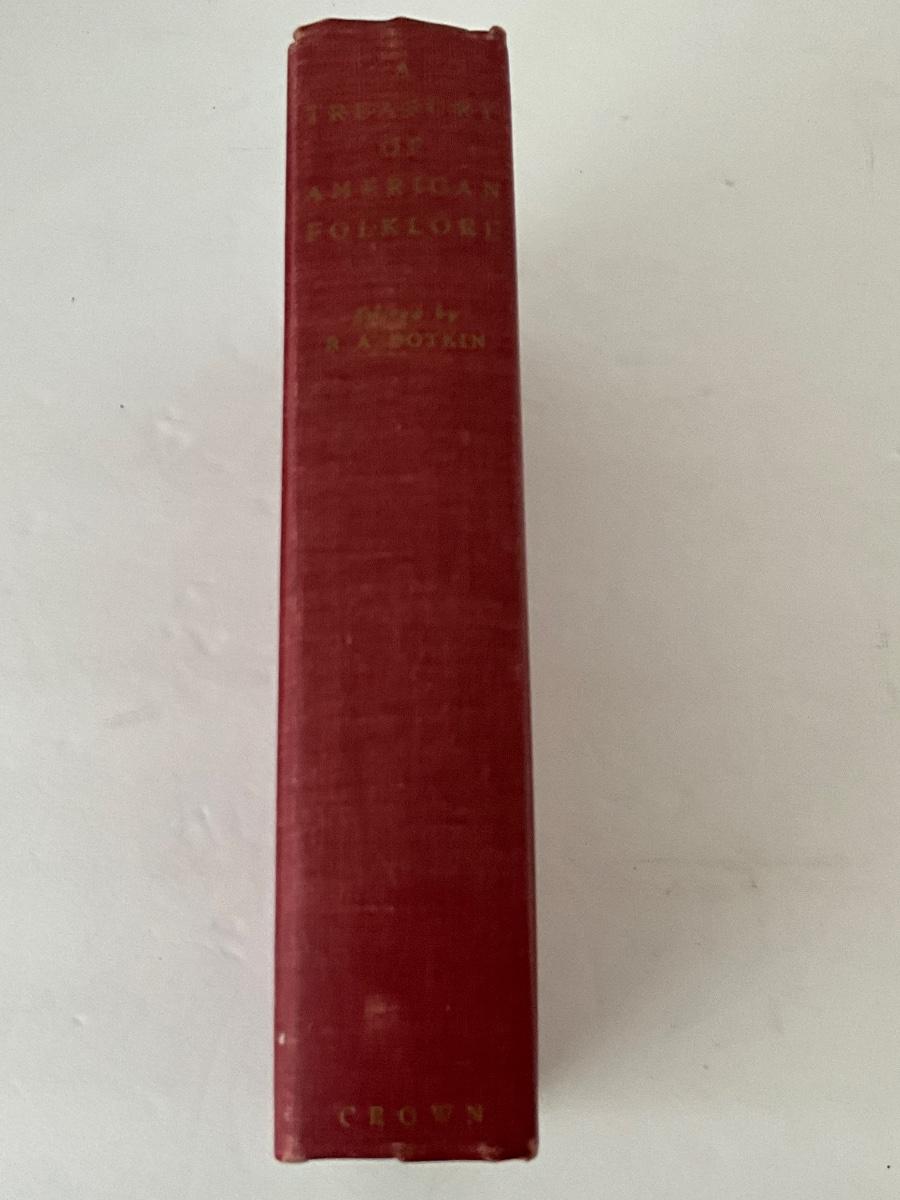 A
TREASURY
OF
AMERICAN
FOLKLORE
Edited by
B. A. BOTKIN
CROWN